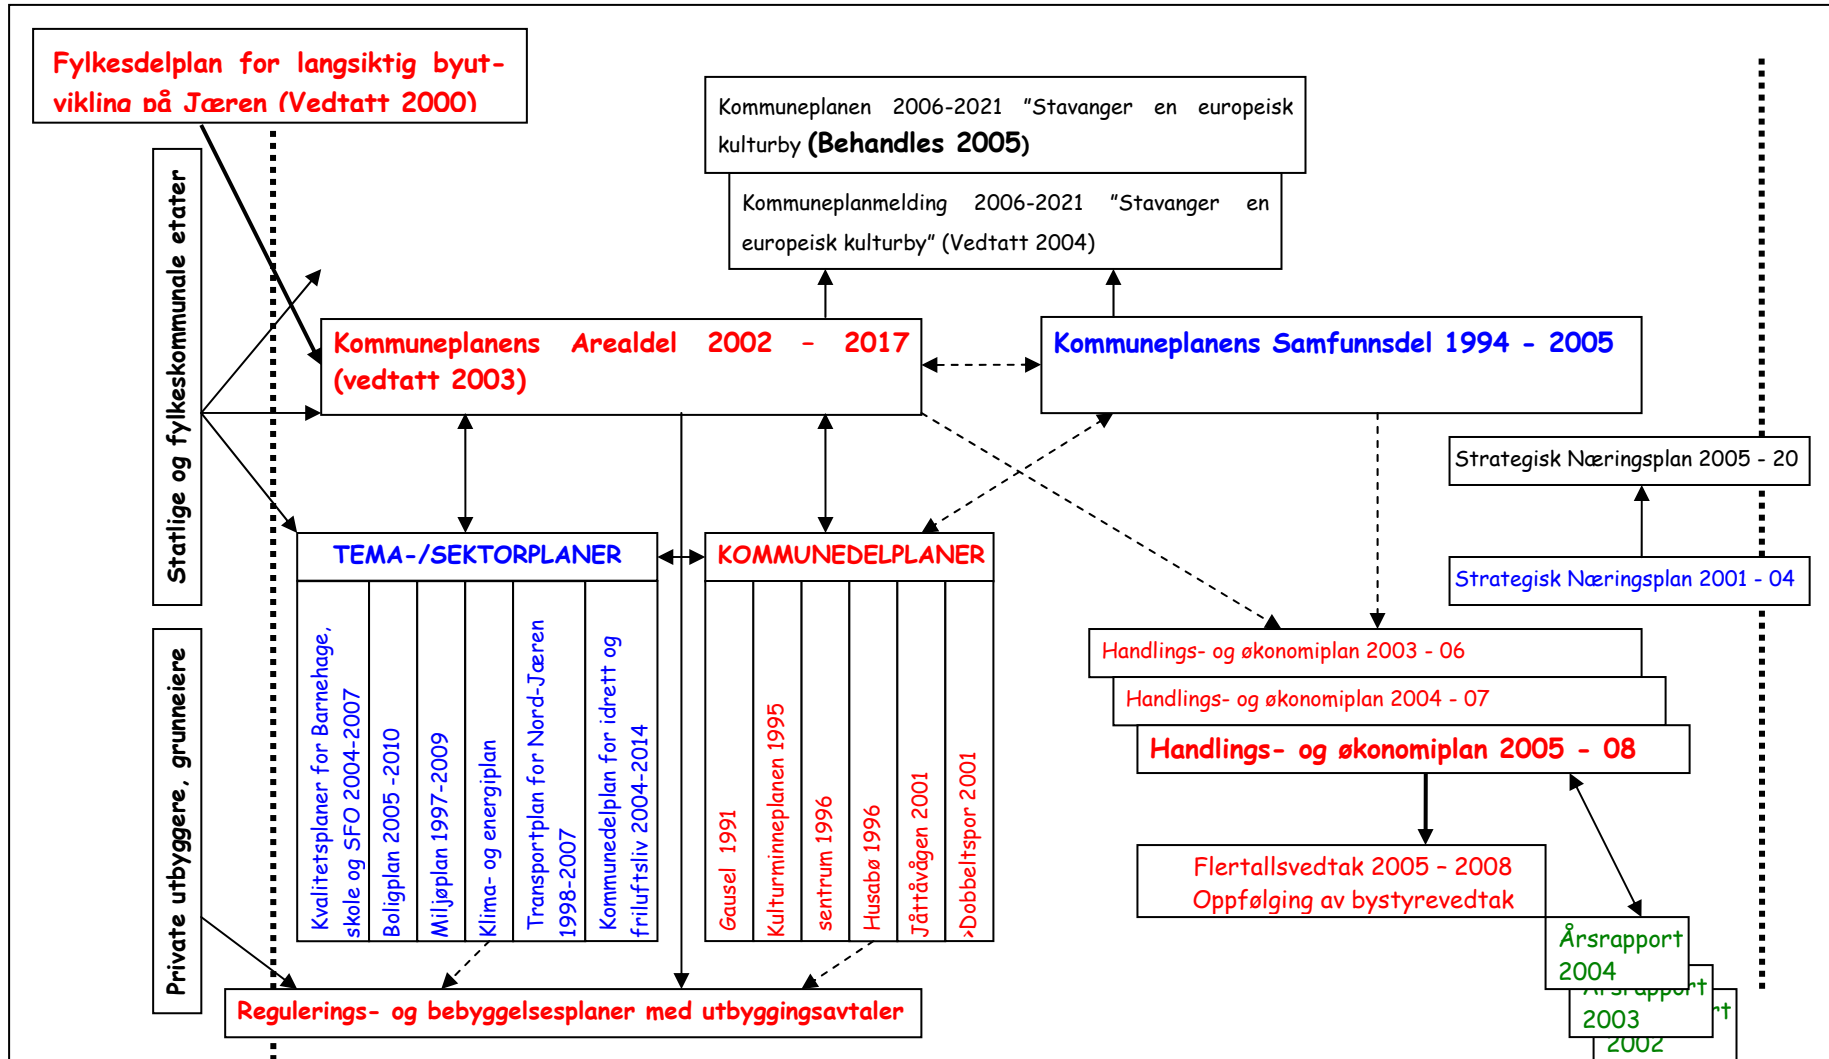 Fylkesdelplan for langsiktig byut-
vikling på Jæren (Vedtatt 2000)
Kommuneplanen 2006-2021 ”Stavanger en europeisk
kulturby (Behandles 2005)
Kommuneplanmelding 2006-2021 ”Stavanger en
europeisk kulturby” (Vedtatt 2004)
Statlige og fylkeskommunale etater
Kommuneplanens Arealdel 2002 - 2017
(vedtatt 2003)
Kommuneplanens Samfunnsdel 1994 - 2005
Strategisk Næringsplan 2005 - 20
Strategisk Næringsplan 2001 - 04
TEMA-/SEKTORPLANER
Kvalitetsplaner for Barnehage,
skole og SFO 2004-2007
Boligplan 2005 -2010
Miljøplan 1997-2009
Klima- og energiplan
Transportplan for Nord-Jæren
1998-2007
Kommunedelplan for idrett og
friluftsliv 2004-2014
KOMMUNEDELPLANER
Gausel 1991
Kulturminneplanen 1995
sentrum 1996
Husabø 1996
Jåttåvågen 2001
>Dobbeltspor 2001
Private utbyggere, grunneiere
Handlings- og økonomiplan 2003 - 06
Handlings- og økonomiplan 2004 - 07
Handlings- og økonomiplan 2005 - 08
Flertallsvedtak 2005 – 2008
Oppfølging av bystyrevedtak
Årsrapport
2004
Årsrapport
2003
rt
2002
Regulerings- og bebyggelsesplaner med utbyggingsavtaler